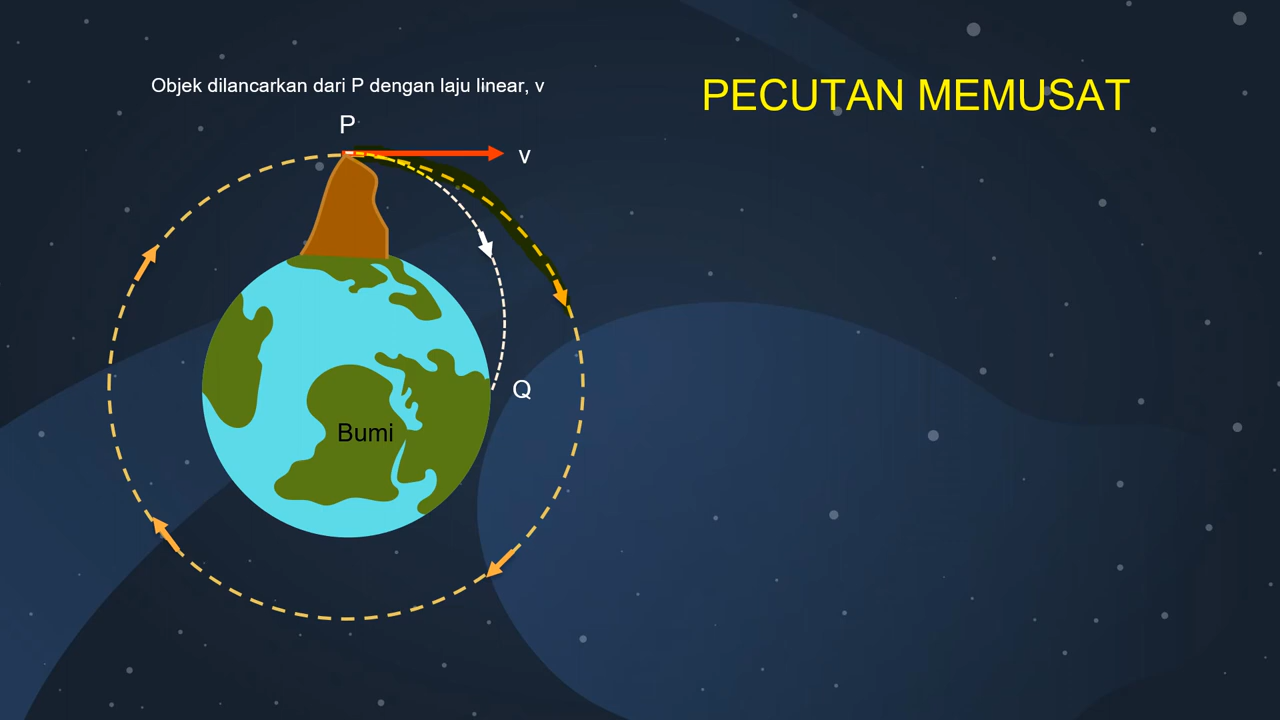 Objek dilancarkan dari P dengan laju linear, v
PECUTAN MEMUSAT
P
v
Q
Bumi